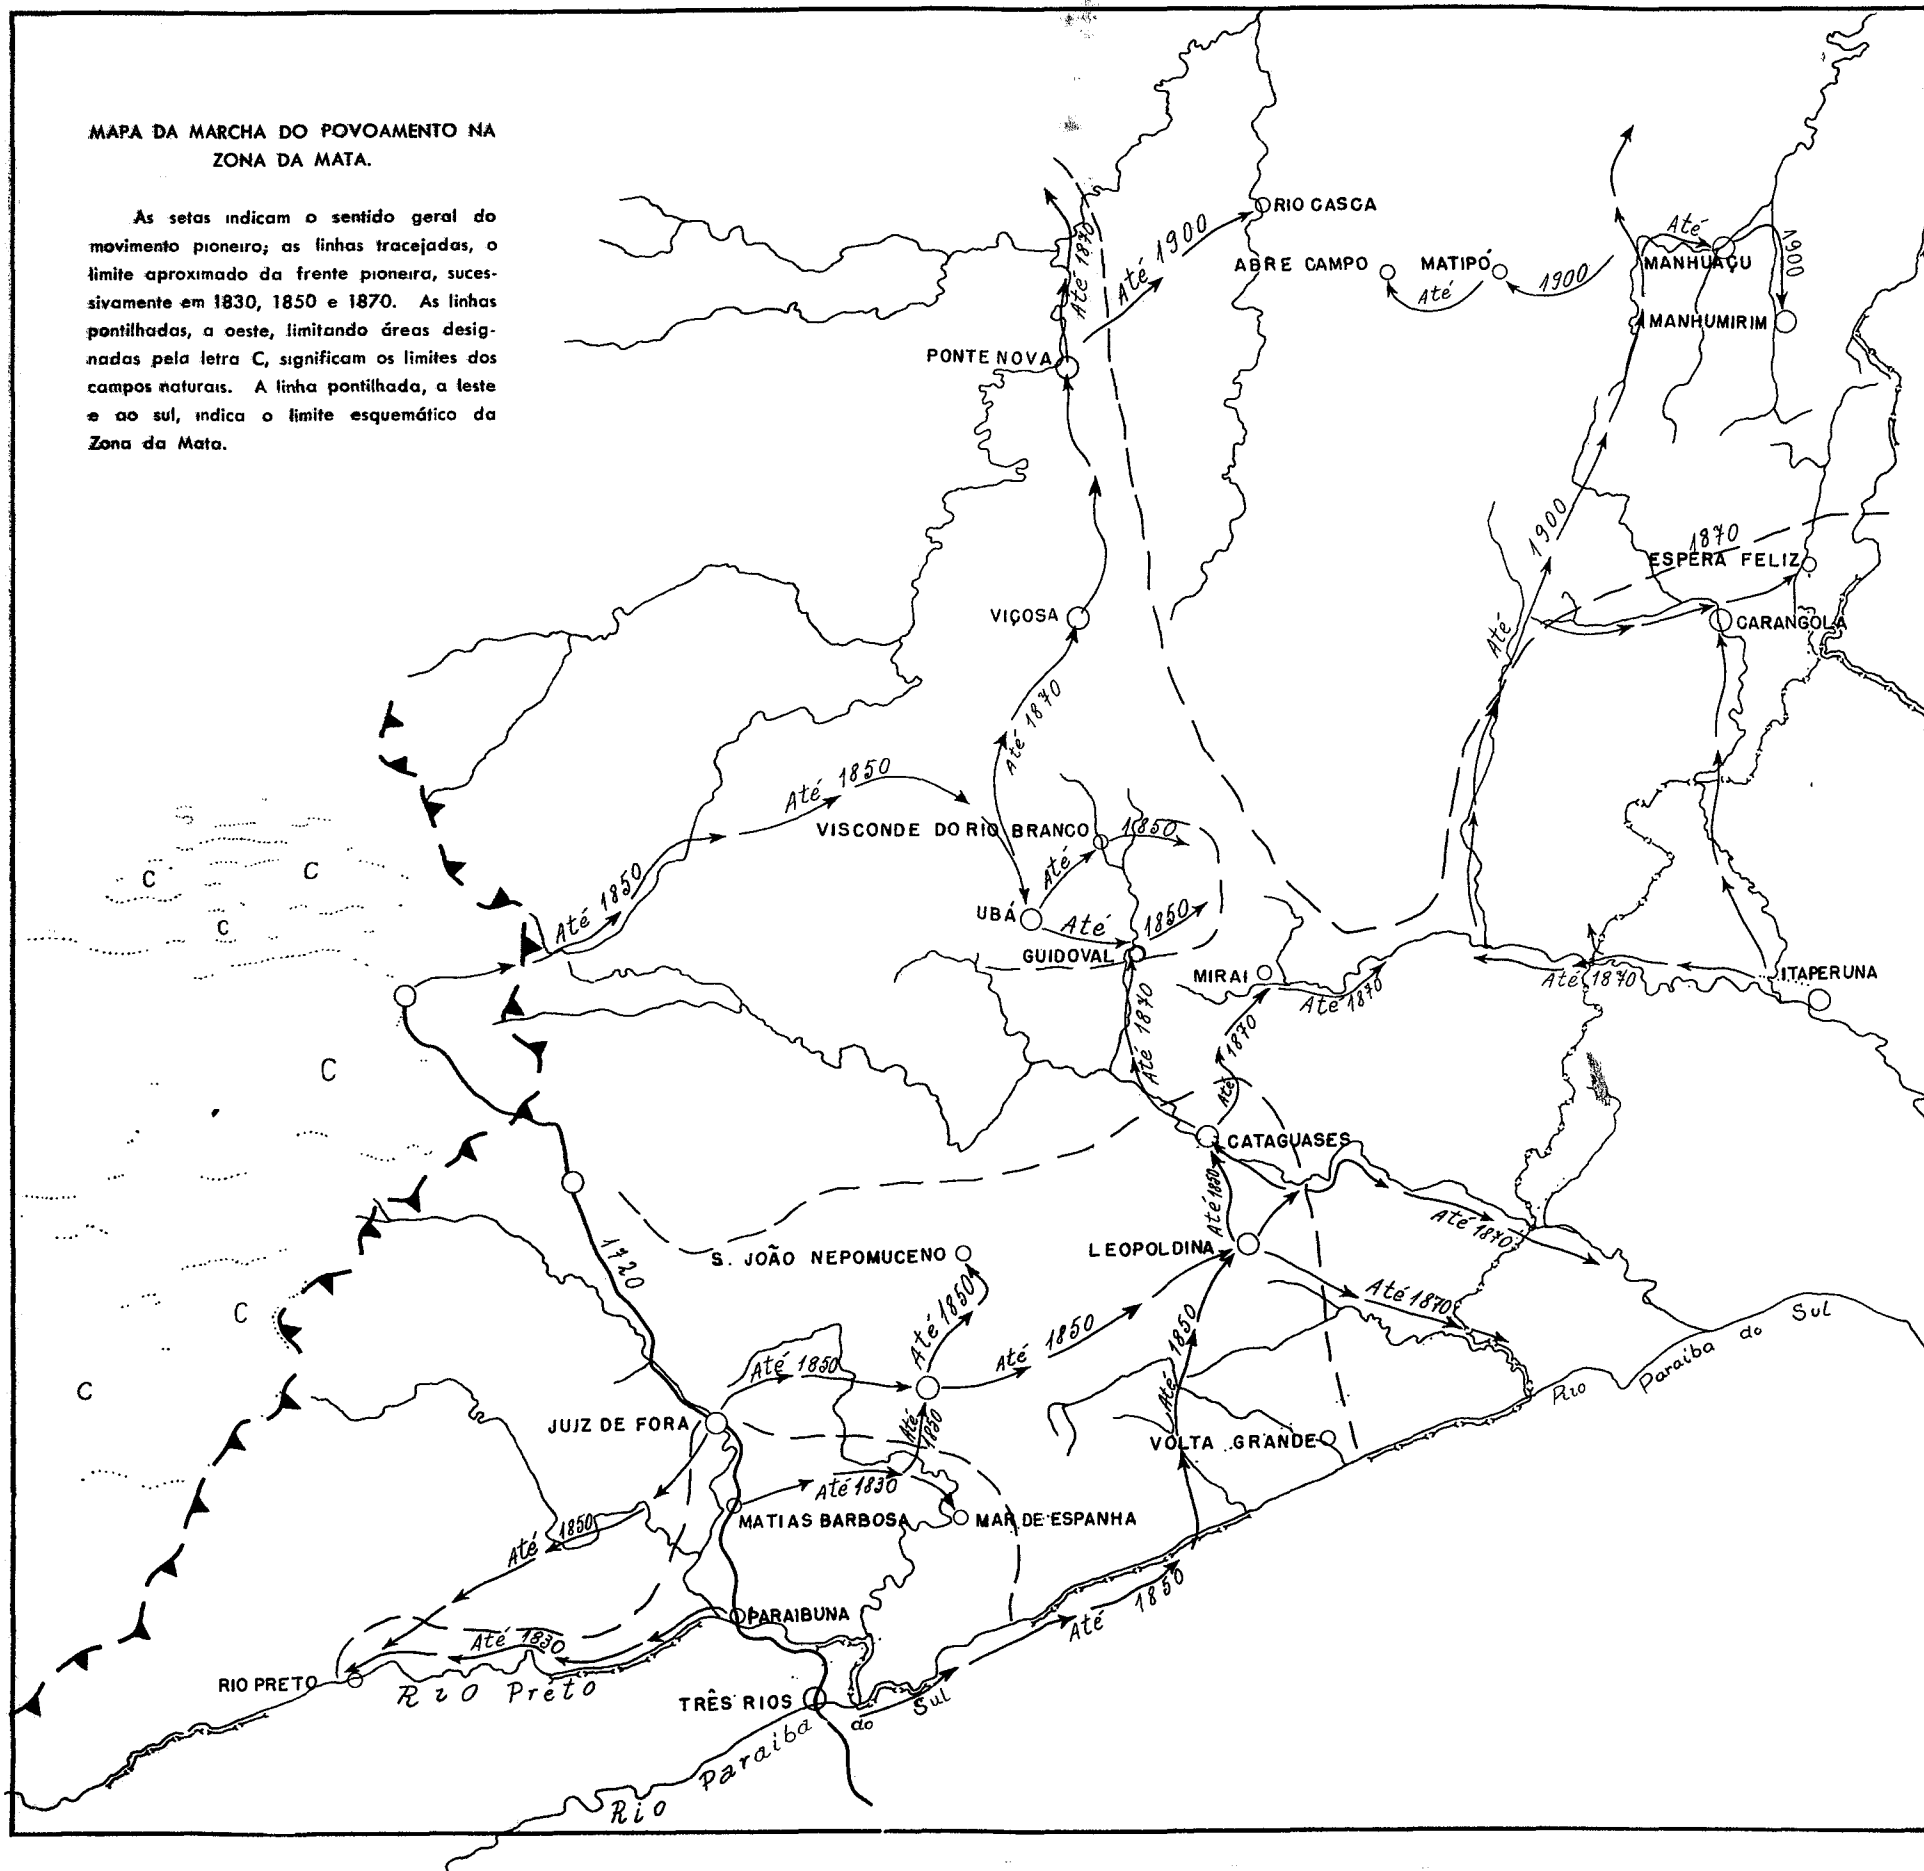 MAPA DA MARCHA DO POVOAMENTO NA
ZONA DA MATA.
As setas indicam o sentido geral do
movimento pioneiro; as linhas tracejadas, o
limite aproximado da frente pioneira, suces-
sivamente em 1830, 1850 e 1870. As linhas
pontilhadas, a oeste, limitando áreas desig-
nadas pela letra C, significam os limites dos
campos naturais. A linha pontilhada, a leste
e ao sul, indica o limite esquemático da
Zona da Mata.
RIO CASCA
Até 1870
Até 1900
ABRE CAMPO
MATIPÓ
Até
1900
Até
MANHUAÇU
1900
MANHUMIRIM
PONTE NOVA
Até 1900
1870
ESPERA FELIZ
VIÇOSA
CARANGOLA
Até 1870
Até 1850
VISCONDE DO RIO BRANCO
1850
Até
C
C
C
Até 1850
UBÁ
Até 1850
GUIDOVAL
MIRAI
Até 1870
Até 1870
ITAPERUNA
Até 1870
Até 1870
C
CATAGUASES
Até 1850
Até 1870
LEOPOLDINA
1720
S. JOÃO NEPOMUCENO
Até 1850
Até 1850
Até 1850
Até 1870
C
C
Até 1850
Rio Paraiba do Sul
JUIZ DE FORA
Até 1830
VOLTA GRANDE
Até 1830
MATIAS BARBOSA
MAR DE ESPANHA
Até 1850
PARAIBUNA
Até 1850
Até 1830
RIO PRETO
Rio Prêto
TRÊS RIOS
Rio Paraiba do Sul